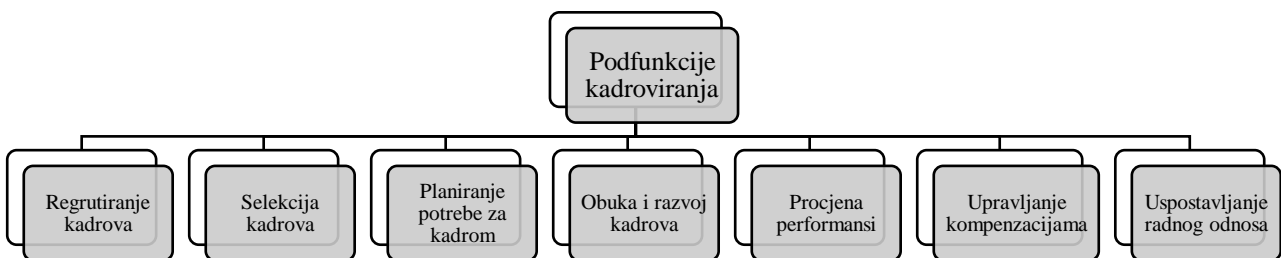 Podfunkcije
kadroviranja
Regrutiranje
kadrova
Selekcija
kadrova
Planiranje
potrebe za
kadrom
Obuka i razvoj
kadrova
Procjena
performansi
Upravljanje
kompenzacijama
Uspostavljanje
radnog odnosa